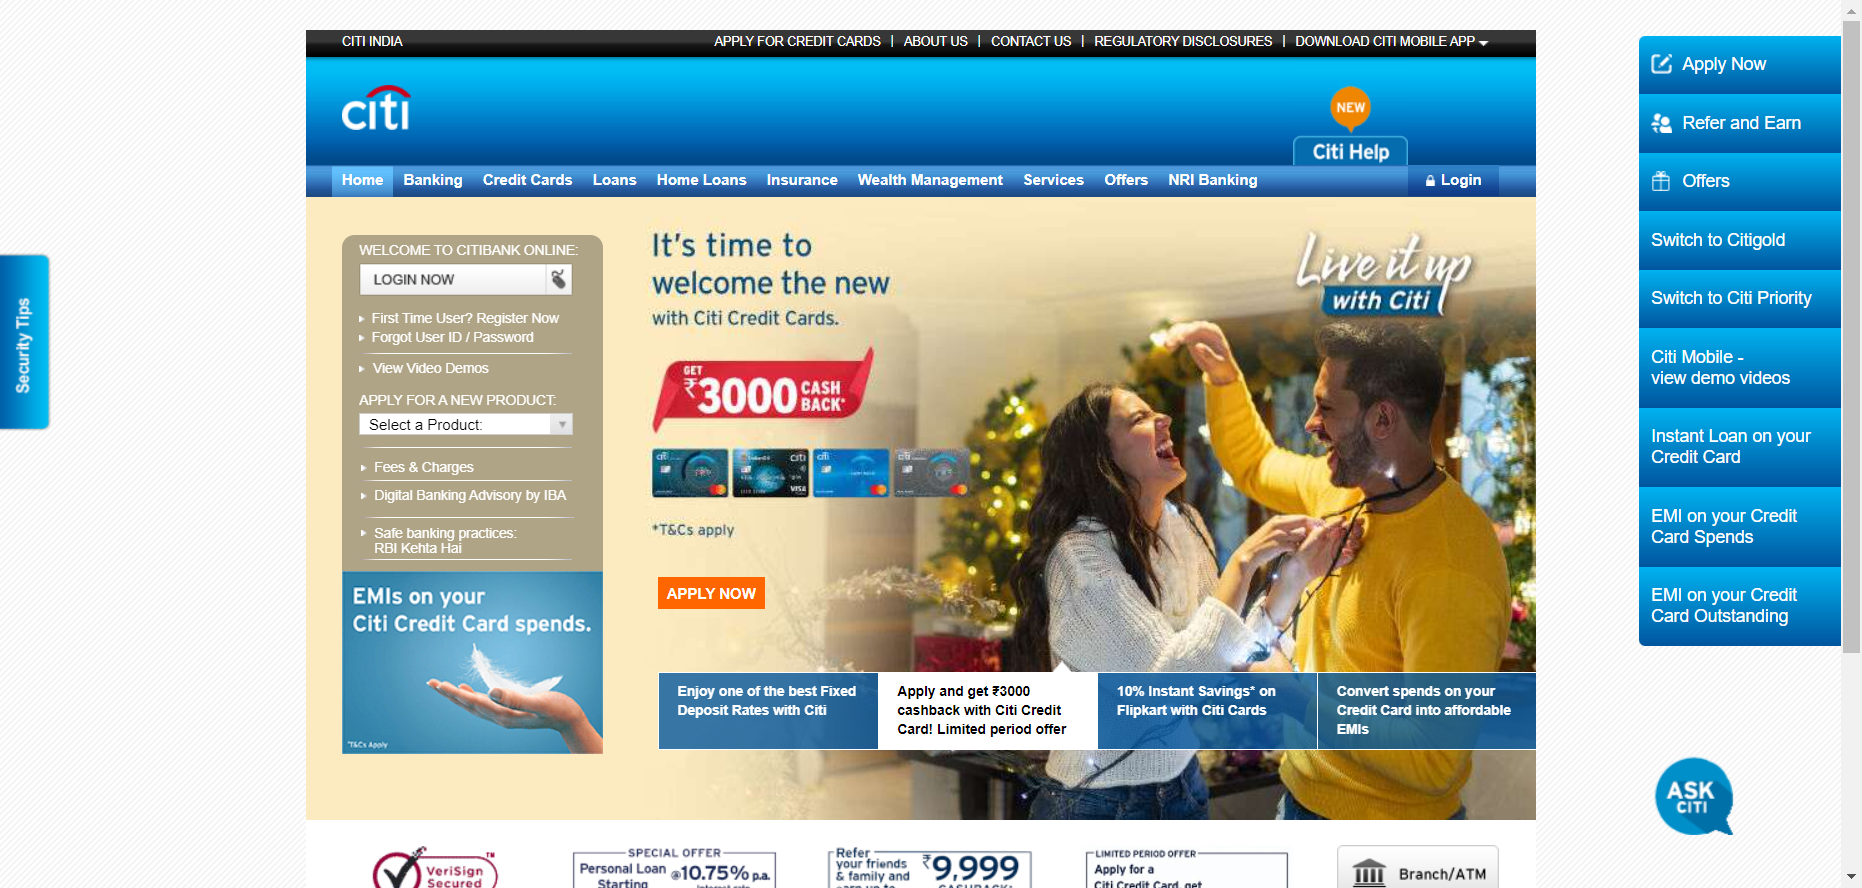 CITI INDIA
APPLY FOR CREDIT CARDS | ABOUT US | CONTACT US | REGULATORY DISCLOSURES | DOWNLOAD CITI MOBILE APP
citi
NEW
Citi Help
Home Banking Credit Cards Loans Home Loans Insurance Wealth Management Services Offers NRI Banking Login
Security Tips
WELCOME TO CITIBANK ONLINE:
LOGIN NOW
First Time User? Register Now
Forgot User ID / Password
View Video Demos
APPLY FOR A NEW PRODUCT:
Select a Product:
Fees & Charges
Digital Banking Advisory by IBA
Safe banking practices:
RBI Kehta Hai
EMIs on your
Citi Credit Card spends.
*T&Cs Apply
It's time to
welcome the new
with Citi Credit Cards.
GET
₹3000 CASH
BACK*
*T&Cs apply
APPLY NOW
Live it up
with Citi
Enjoy one of the best Fixed
Deposit Rates with Citi
Apply and get ₹3000
cashback with Citi Credit
Card! Limited period offer
10% Instant Savings* on
Flipkart with Citi Cards
Convert spends on your
Credit Card into affordable
EMIs
Apply Now
Refer and Earn
Offers
Switch to Citigold
Switch to Citi Priority
Citi Mobile -
view demo videos
Instant Loan on your
Credit Card
EMI on your Credit
Card Spends
EMI on your Credit
Card Outstanding
ASK
CITI
VeriSign
Secured
SPECIAL OFFER
Personal Loan @10.75% p.a.
Starting
Refer
your friends
& family and
earn up to
₹9,999
CASHBACK*
LIMITED PERIOD OFFER
Apply for a
Citi Credit Card, get
Branch/ATM